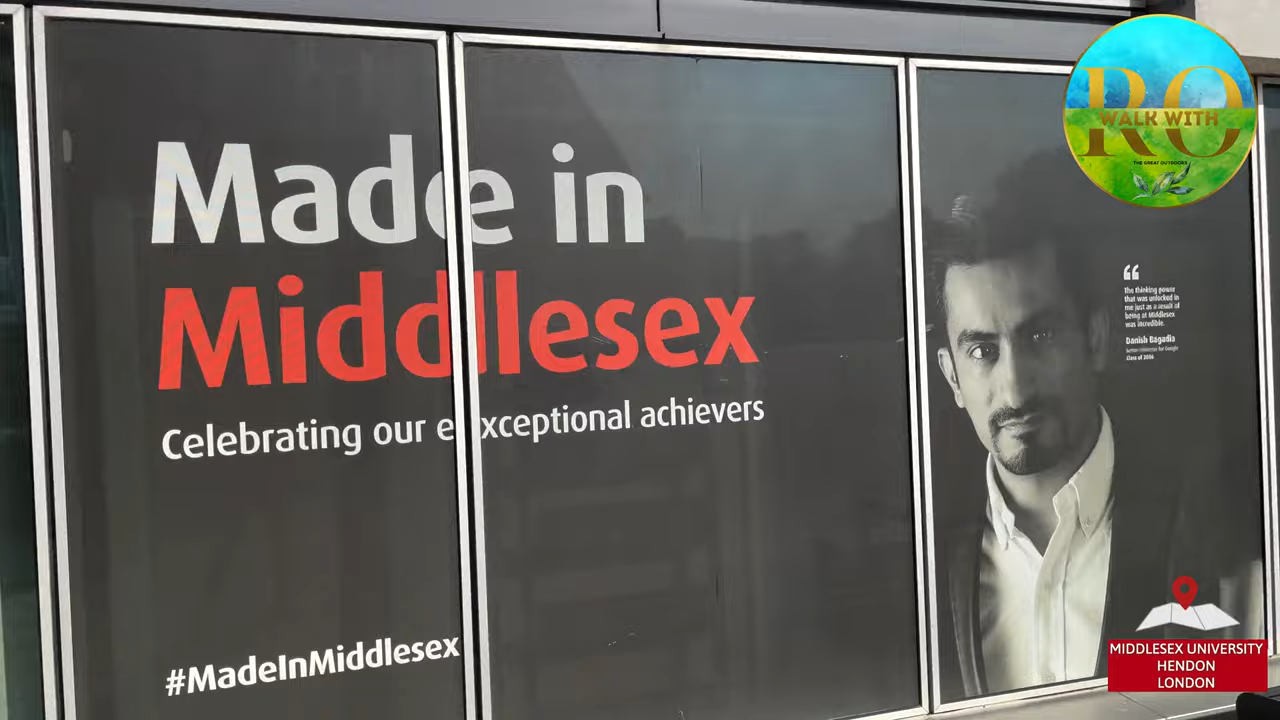 Made in
Middlesex
Celebrating our exceptional achievers
#MadeInMiddlesex
“
The thinking power
that was unlocked in
me just as a result of
being at Middlesex
was incredible.
Danish Bagadia
for Google
Class of 2006
RO
WALK WITH
THE GREAT OUTDOORS
MIDDLESEX UNIVERSITY
HENDON
LONDON